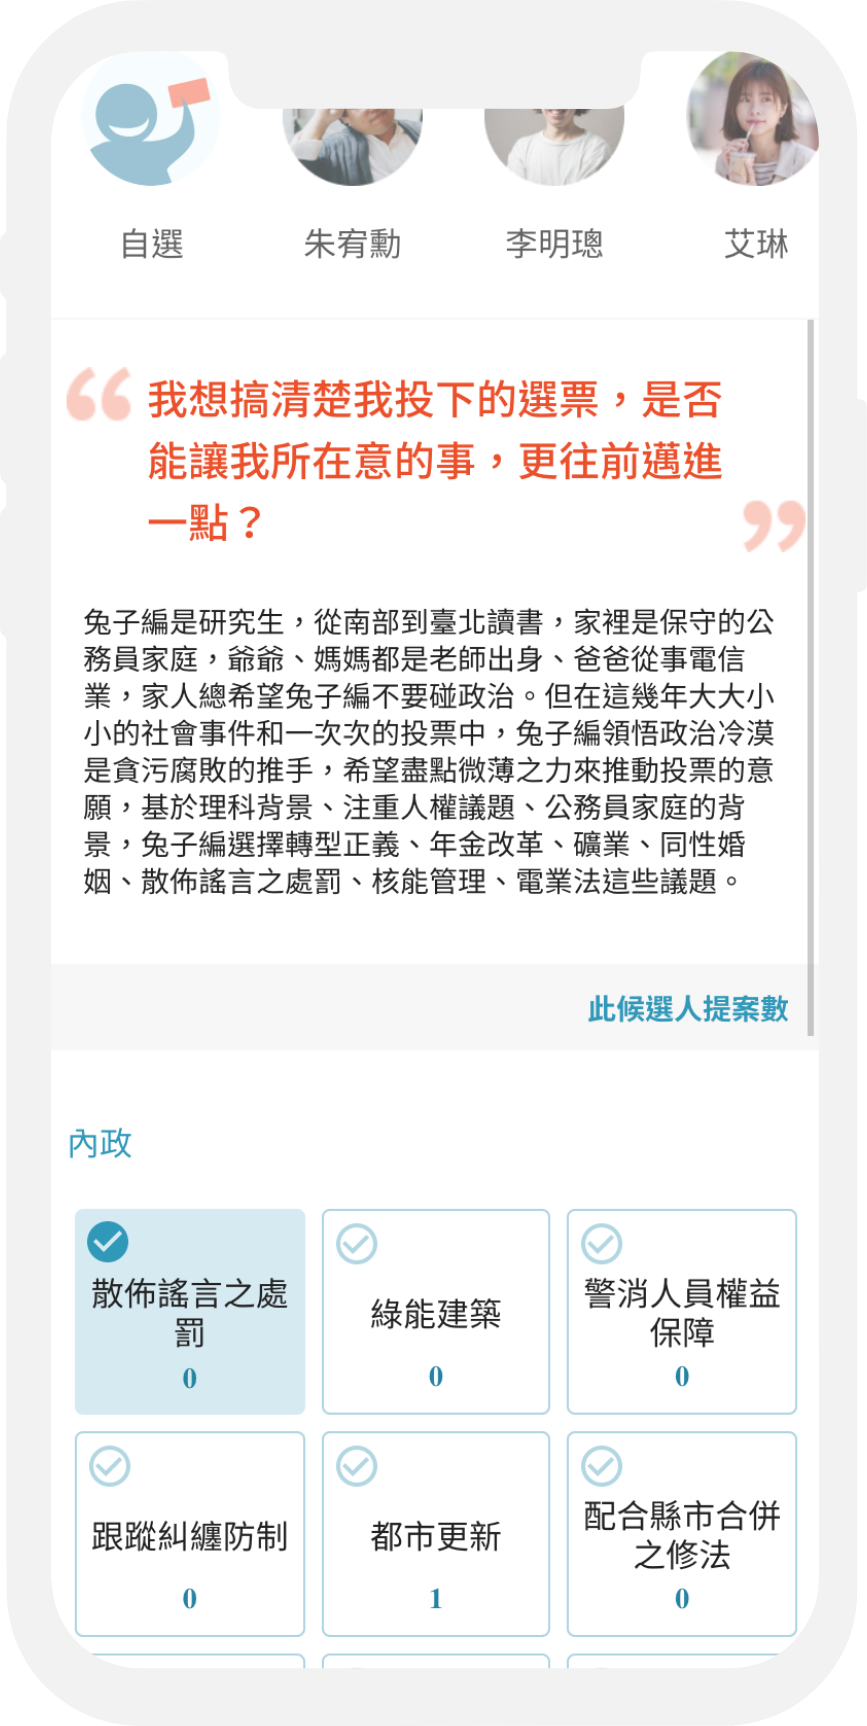 自選
朱宥勳
李明璁
艾琳
“我想搞清楚我投下的選票，是否
能讓我所在意的事，更往前邁進
一點？”
兔子編是研究生，從南部到臺北讀書，家裡是保守的公
務員家庭，爺爺、媽媽都是老師出身、爸爸從事電信
業，家人總希望兔子編不要碰政治。但在這幾年大大小
小的社會事件和一次次的投票中，兔子編領悟政治冷漠
是貪污腐敗的推手，希望盡點微薄之力來推動投票的意
願，基於理科背景、注重人權議題、公務員家庭的背
景，兔子編選擇轉型正義、年金改革、礦業、同性婚
姻、散佈謠言之處罰、核能管理、電業法這些議題。
此候選人提案數
內政
散佈謠言之處
罰
0
綠能建築
0
警消人員權益
保障
0
跟蹤糾纏防制
0
都市更新
1
配合縣市合併
之修法
0